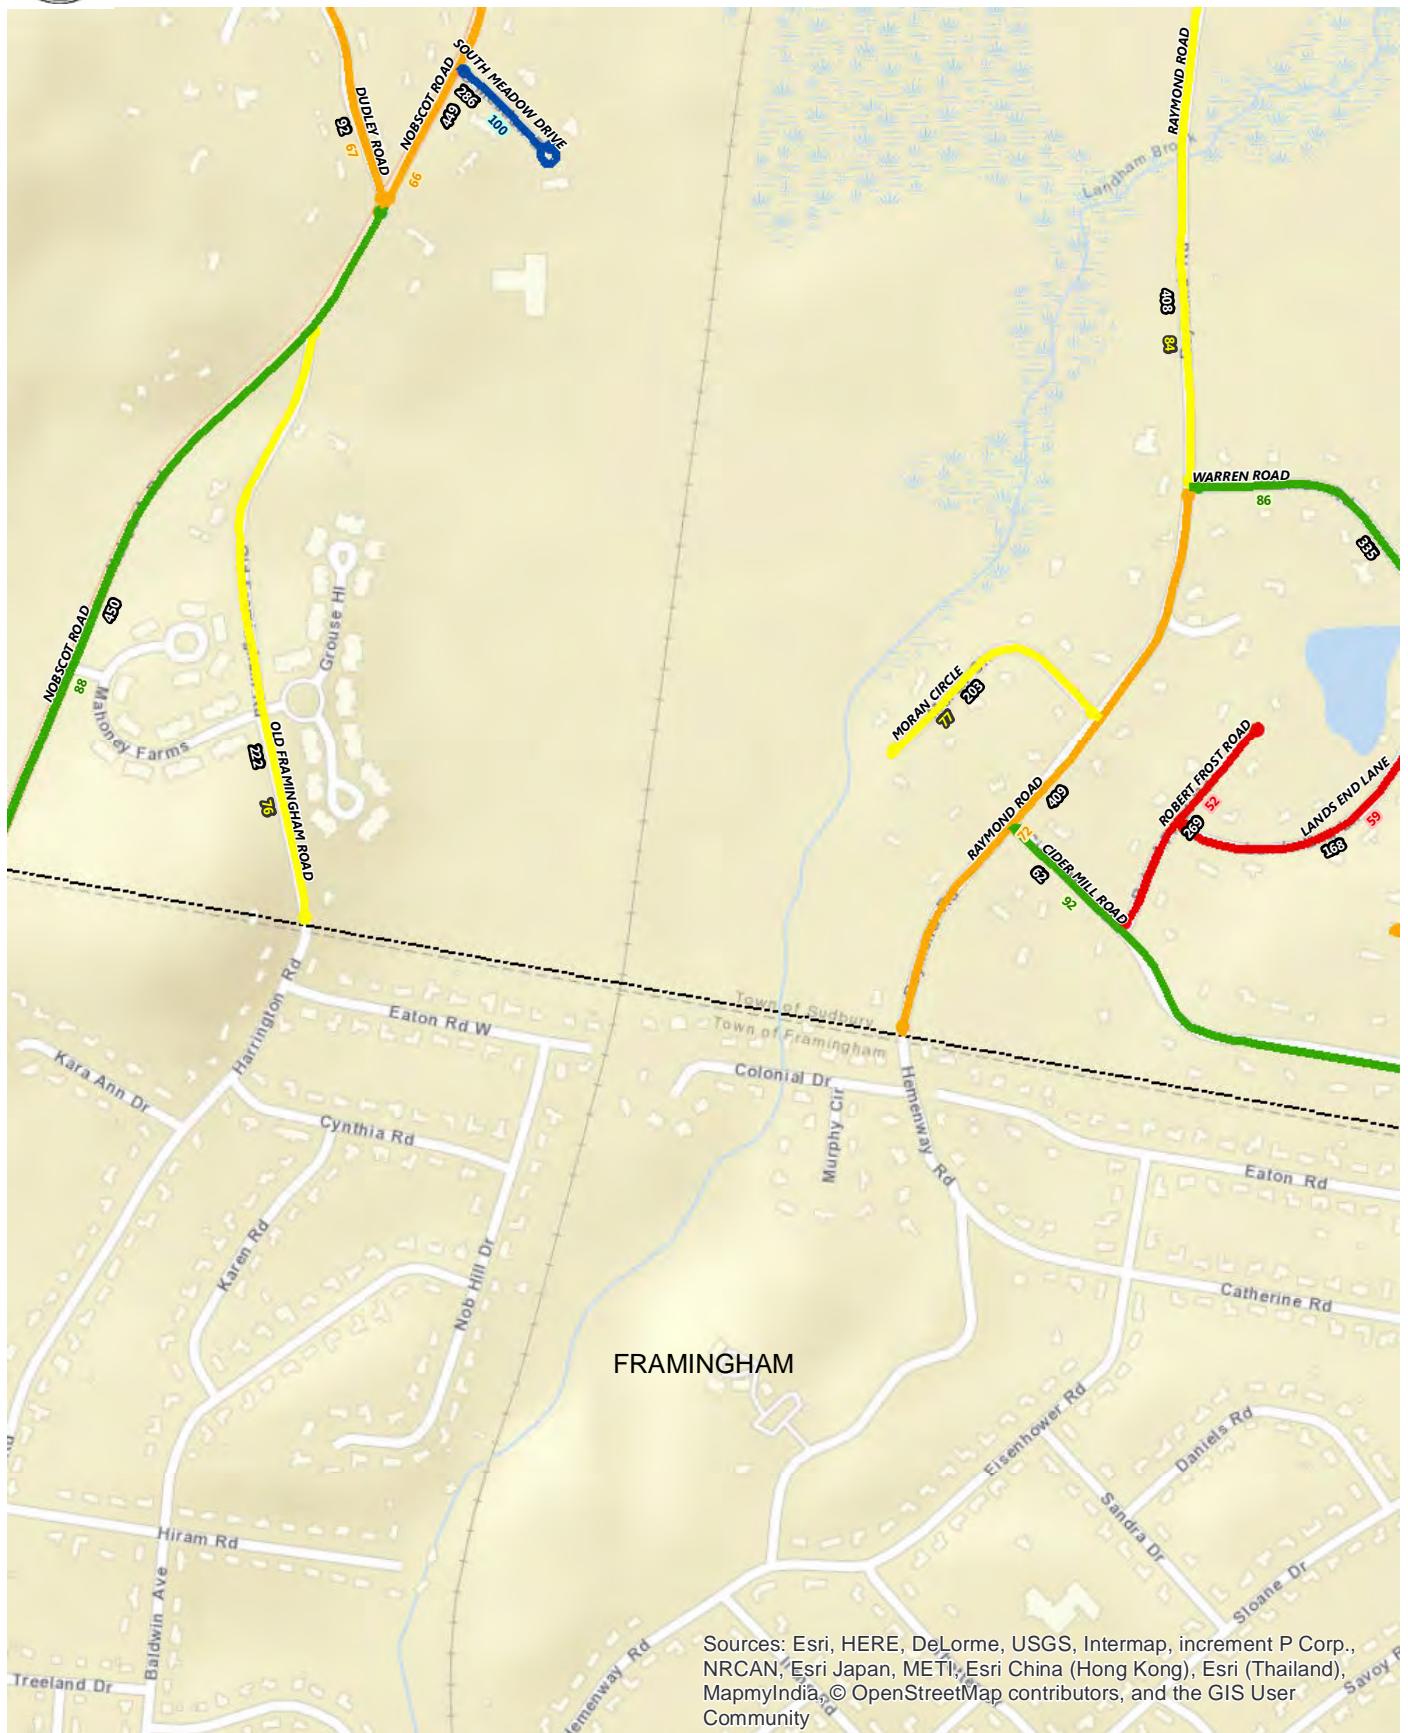 SOUTH MEADOW DRIVE
286
100
NOBSCOT ROAD
449
66
DUDLEY ROAD
92
67
RAYMOND ROAD
Landham Brook
408
84
WARREN ROAD
86
335
NOBSCOT ROAD
450
88
Grouse Hl
Mahoney Farms
OLD FRAMINGHAM ROAD
222
76
MORAN CIRCLE
203
77
RAYMOND ROAD
409
72
ROBERT FROST ROAD
52
269
LANDS END LANE
59
168
CIDER MILL ROAD
62
92
Town of Sudbury
Town of Framingham
Harrington Rd
Eaton Rd W
Kara Ann Dr
Cynthia Rd
Colonial Dr
Murphy Cir
Hemenway Rd
Eaton Rd
Karen Rd
Nob Hill Dr
Catherine Rd
FRAMINGHAM
Eisenhower Rd
Daniels Rd
Sandra Dr
Hiram Rd
Baldwin Ave
Sloane Dr
Treeland Dr
Hemenway Rd
Savoy R
Sources: Esri, HERE, DeLorme, USGS, Intermap, increment P Corp.,
NRCAN, Esri Japan, METI, Esri China (Hong Kong), Esri (Thailand),
MapmyIndia, © OpenStreetMap contributors, and the GIS User
Community